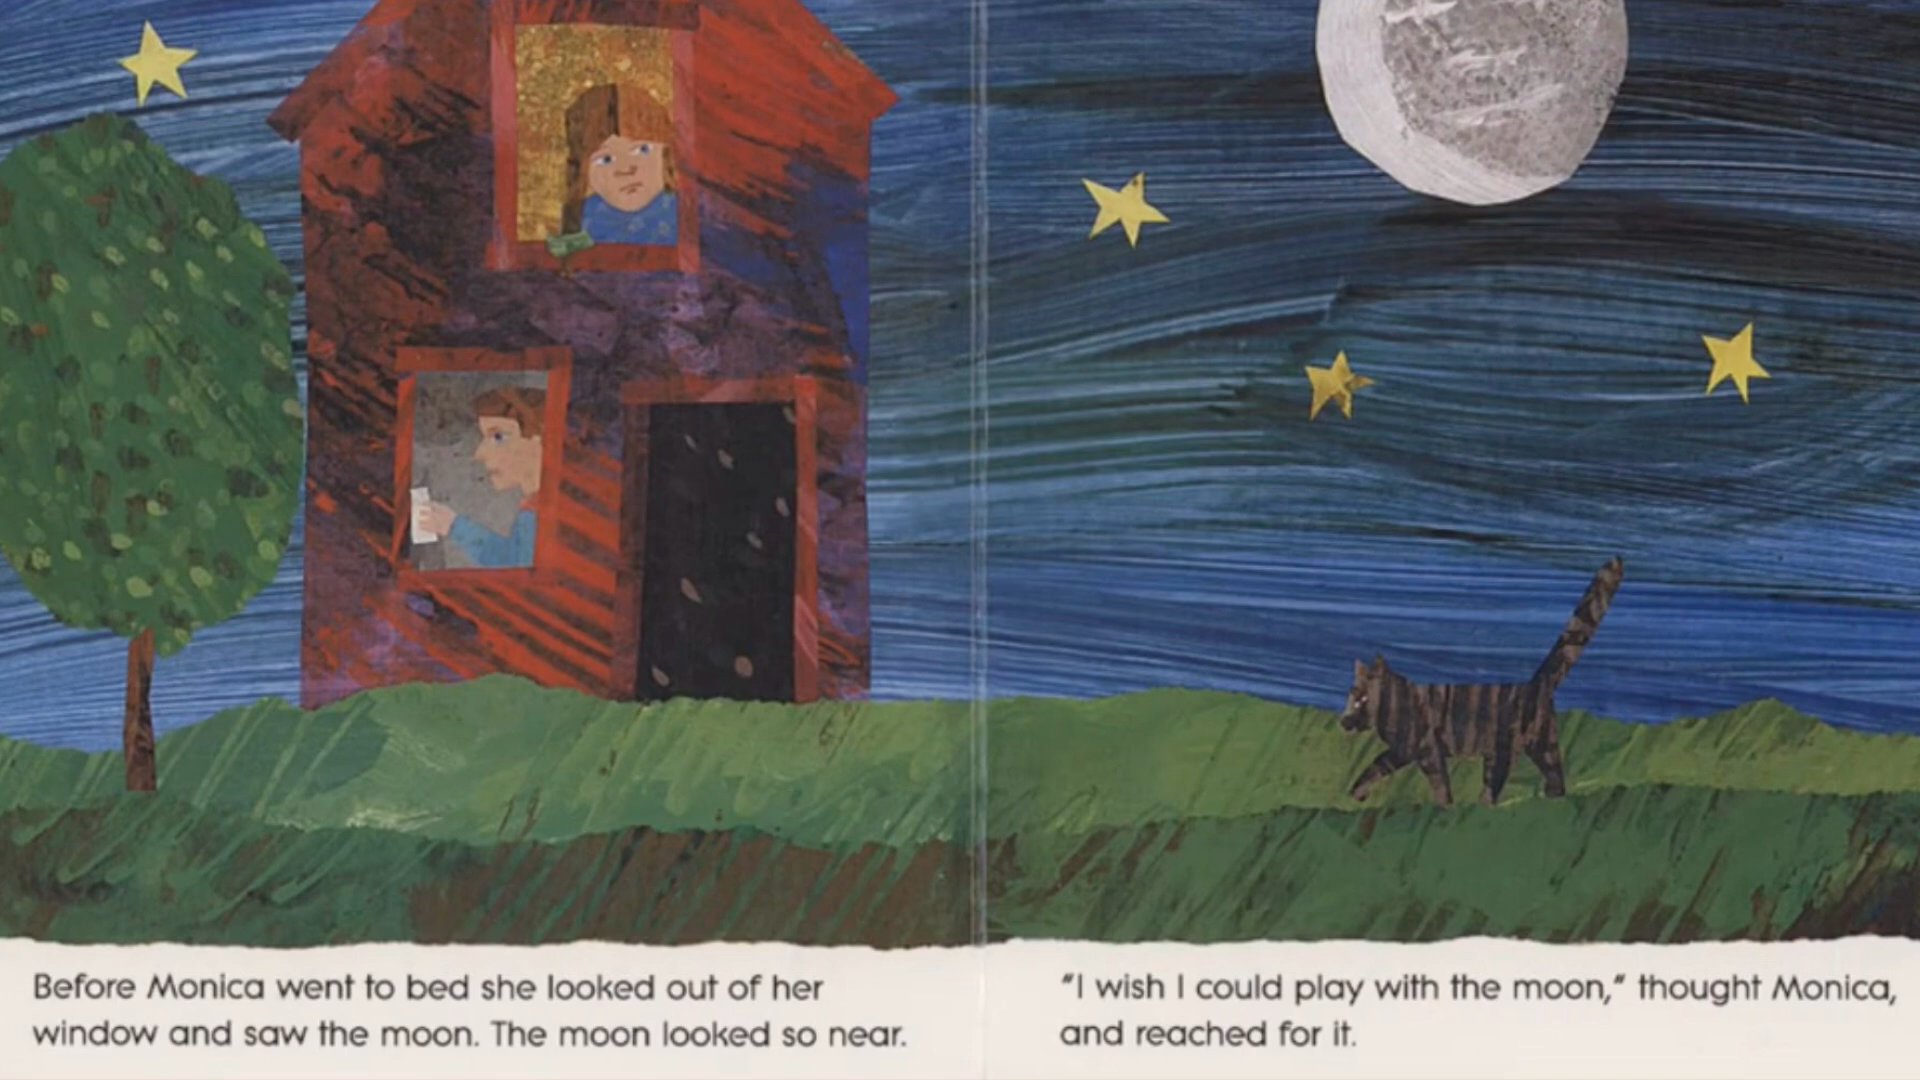 Before Monica went to bed she looked out of her
window and saw the moon. The moon looked so near.
"I wish I could play with the moon," thought Monica,
and reached for it.